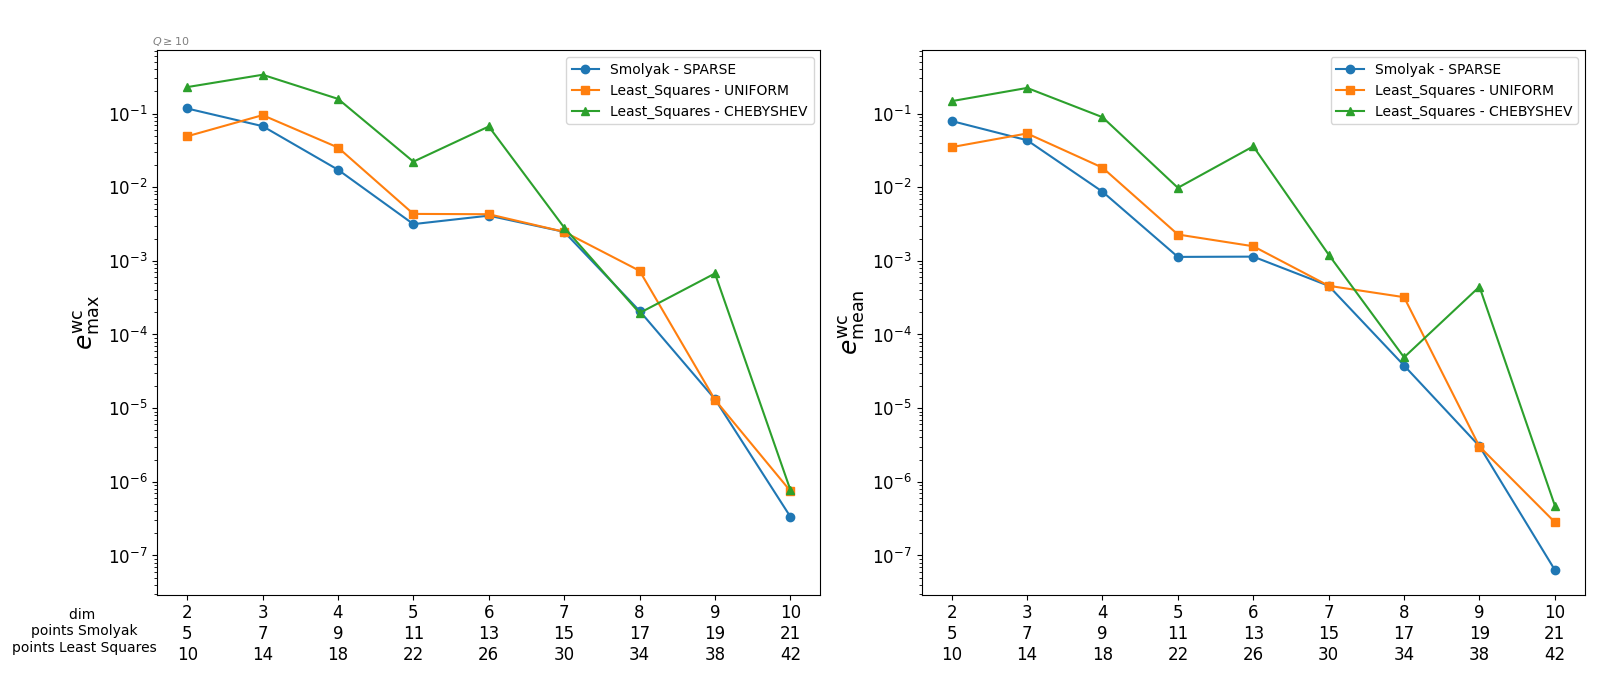 Q ≥ 10
Smolyak - SPARSE
Least_Squares - UNIFORM
Least_Squares - CHEBYSHEV
10⁻¹
10⁻²
10⁻³
10⁻⁴
10⁻⁵
10⁻⁶
10⁻⁷
e^wc_max
dim 2 3 4 5 6 7 8 9 10
points Smolyak 5 7 9 11 13 15 17 19 21
points Least Squares 10 14 18 22 26 30 34 38 42
Smolyak - SPARSE
Least_Squares - UNIFORM
Least_Squares - CHEBYSHEV
10⁻¹
10⁻²
10⁻³
10⁻⁴
10⁻⁵
10⁻⁶
10⁻⁷
e^wc_mean
2 3 4 5 6 7 8 9 10
5 7 9 11 13 15 17 19 21
10 14 18 22 26 30 34 38 42